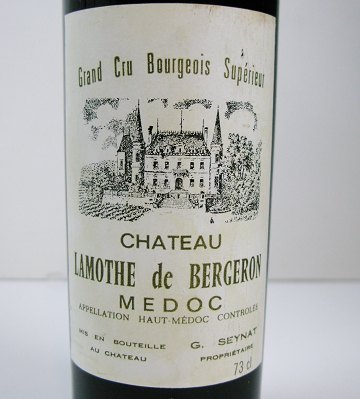 Grand Cru Bourgeois Supérieur
CHATEAU
LAMOTHE de BERGERON
MEDOC
APPELLATION HAUT-MÉDOC CONTROLÉE
MIS EN BOUTEILLE
AU CHATEAU
G. SEYNAT
PROPRIÉTAIRE
73 cl